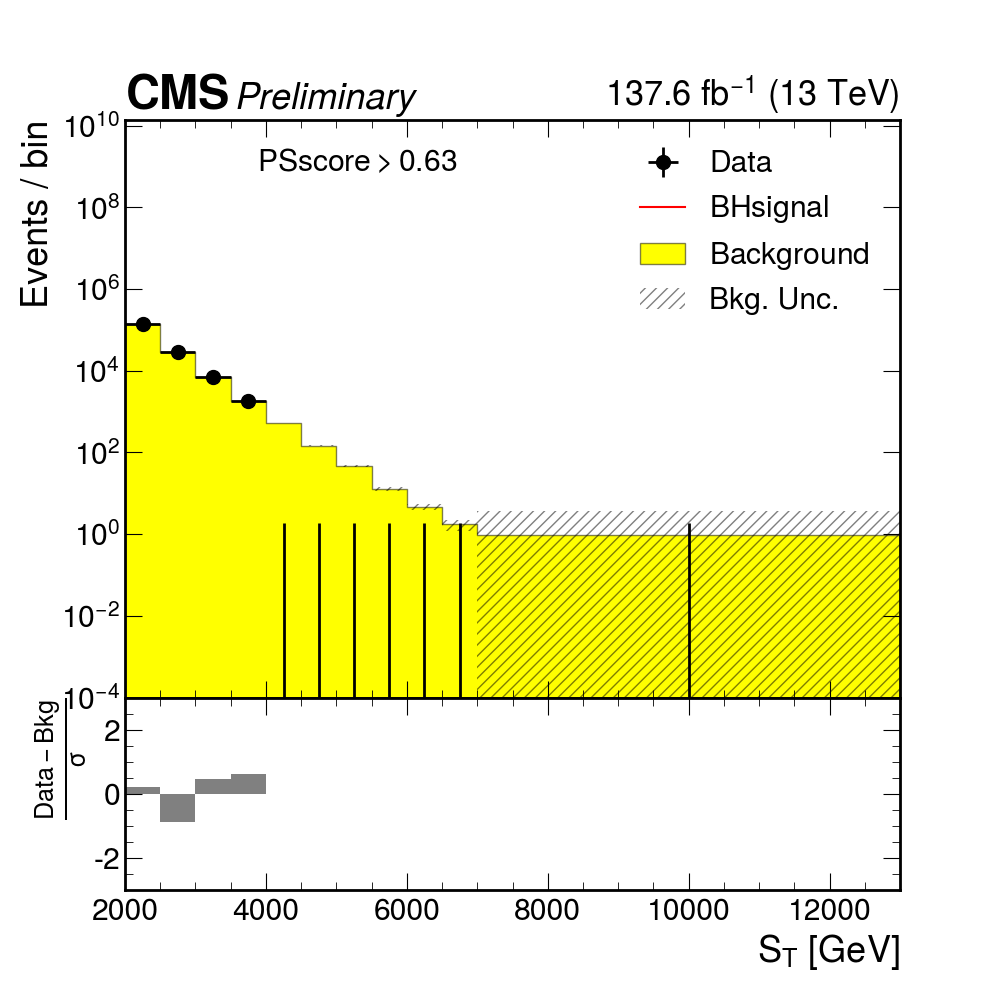 CMS Preliminary 137.6 fb⁻¹ (13 TeV)
Events / bin
10¹⁰
10⁸
10⁶
10⁴
10²
10⁰
10⁻²
10⁻⁴
PSscore > 0.63
Data
BHsignal
Background
Bkg. Unc.
Data – Bkg
σ
2
0
-2
2000 4000 6000 8000 10000 12000
S_T [GeV]